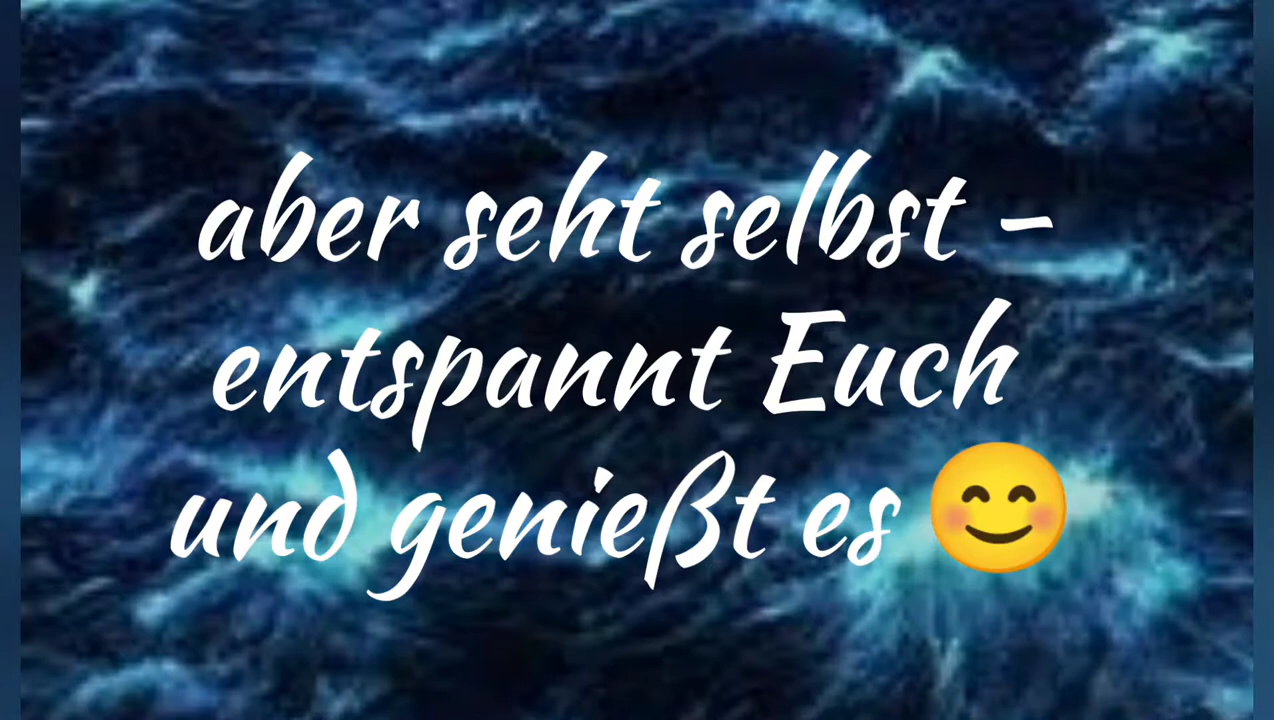 aber seht selbst -
entspannt Euch
und genießt es 😊